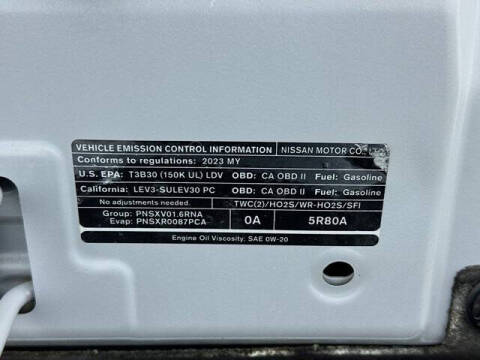 VEHICLE EMISSION CONTROL INFORMATION NISSAN MOTOR CO.,
Conforms to regulations: 2023 MY
U.S. EPA: T3B30 (150K UL) LDV OBD: CA OBD II Fuel: Gasoline
California: LEV3-SULEV30 PC OBD: CA OBD II Fuel: Gasoline
No adjustments needed. TWC(2)/HO2S/WR-HO2S/SFI
Group: PNSXV01.6RNA
Evap: PNSXR0087PCA
0A 5R80A
Engine Oil Viscosity: SAE 0W-20